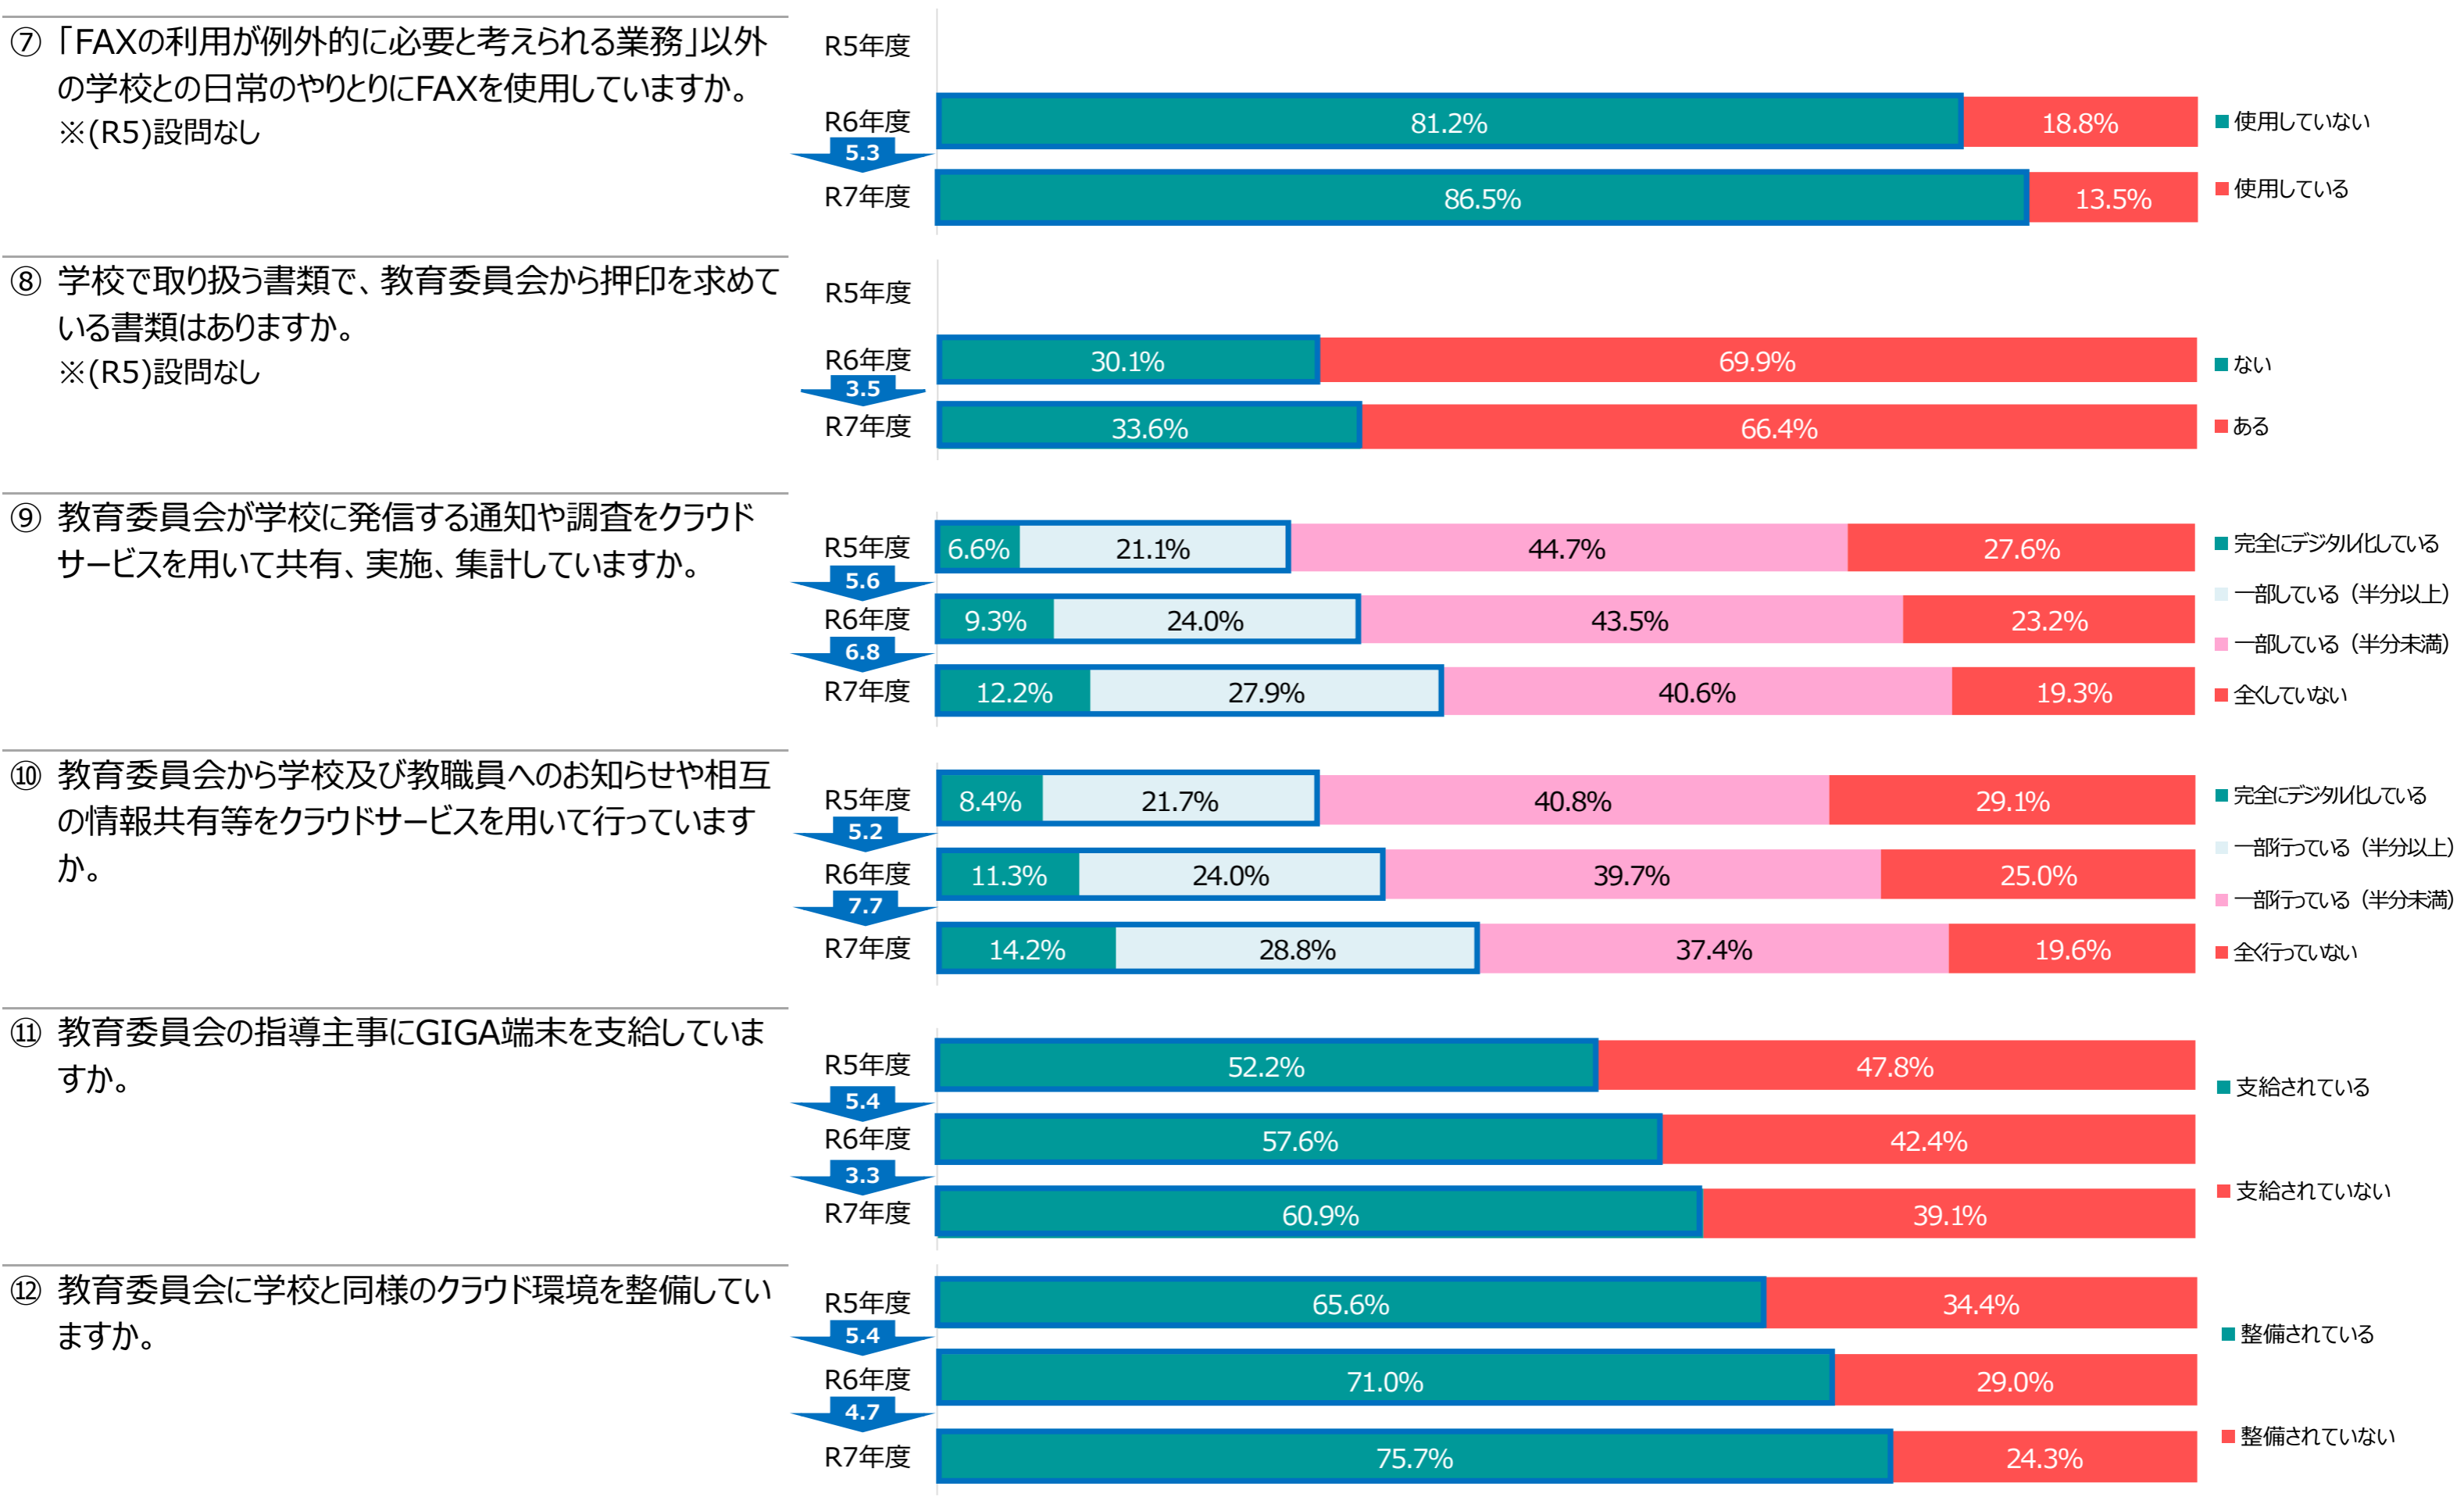 ⑦ 「FAXの利用が例外的に必要と考えられる業務」以外
の学校との日常のやりとりにFAXを使用していますか。
※(R5)設問なし
R5年度
R6年度
81.2%
18.8%
5.3
R7年度
86.5%
13.5%
使用していない
使用している
⑧ 学校で取り扱う書類で、教育委員会から押印を求めて
いる書類はありますか。
※(R5)設問なし
R5年度
R6年度
30.1%
69.9%
3.5
R7年度
33.6%
66.4%
ない
ある
⑨ 教育委員会が学校に発信する通知や調査をクラウド
サービスを用いて共有、実施、集計していますか。
R5年度
6.6%
21.1%
44.7%
27.6%
5.6
R6年度
9.3%
24.0%
43.5%
23.2%
6.8
R7年度
12.2%
27.9%
40.6%
19.3%
完全にデジタル化している
一部している（半分以上）
一部している（半分未満）
全くしていない
⑩ 教育委員会から学校及び教職員へのお知らせや相互
の情報共有等をクラウドサービスを用いて行っています
か。
R5年度
8.4%
21.7%
40.8%
29.1%
5.2
R6年度
11.3%
24.0%
39.7%
25.0%
7.7
R7年度
14.2%
28.8%
37.4%
19.6%
完全にデジタル化している
一部行っている（半分以上）
一部行っている（半分未満）
全く行っていない
⑪ 教育委員会の指導主事にGIGA端末を支給していま
すか。
R5年度
52.2%
47.8%
5.4
R6年度
57.6%
42.4%
3.3
R7年度
60.9%
39.1%
支給されている
支給されていない
⑫ 教育委員会に学校と同様のクラウド環境を整備してい
ますか。
R5年度
65.6%
34.4%
5.4
R6年度
71.0%
29.0%
4.7
R7年度
75.7%
24.3%
整備されている
整備されていない